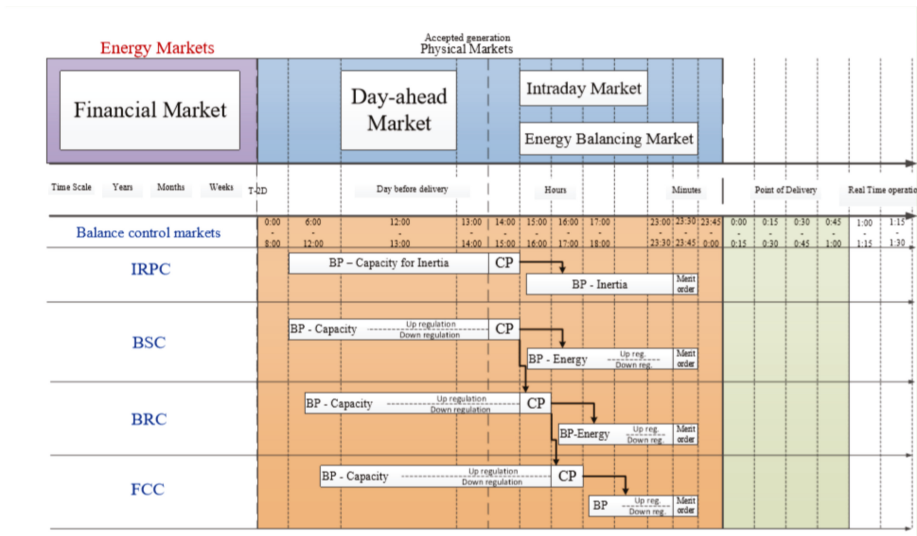 Energy Markets
Accepted generation
Physical Markets
Financial Market
Day-ahead
Market
Intraday Market
Energy Balancing Market
Time Scale Years Months Weeks T-2D Day before delivery Hours Minutes Point of Delivery Real Time operatio
Balance control markets
0:00 6:00 12:00 13:00 14:00 15:00 16:00 17:00 23:00 23:30 23:45 0:00 0:15 0:30 0:45 1:00 1:15
- - - - - - - - - - - - - - - - -
8:00 12:00 13:00 14:00 15:00 16:00 17:00 18:00 23:30 23:45 0:00 0:15 0:30 0:45 1:00 1:15 1:30
IRPC
BP – Capacity for Inertia CP
BP - Inertia
Merit
order
BSC
BP - Capacity
Up regulation
Down regulation
CP
BP - Energy
Up reg.
Down reg.
Merit
order
BRC
BP - Capacity
Up regulation
Down regulation
CP
BP-Energy
Up reg.
Down reg.
Merit
order
FCC
BP - Capacity
Up regulation
Down regulation
CP
BP
Up reg.
Down reg.
Merit
order